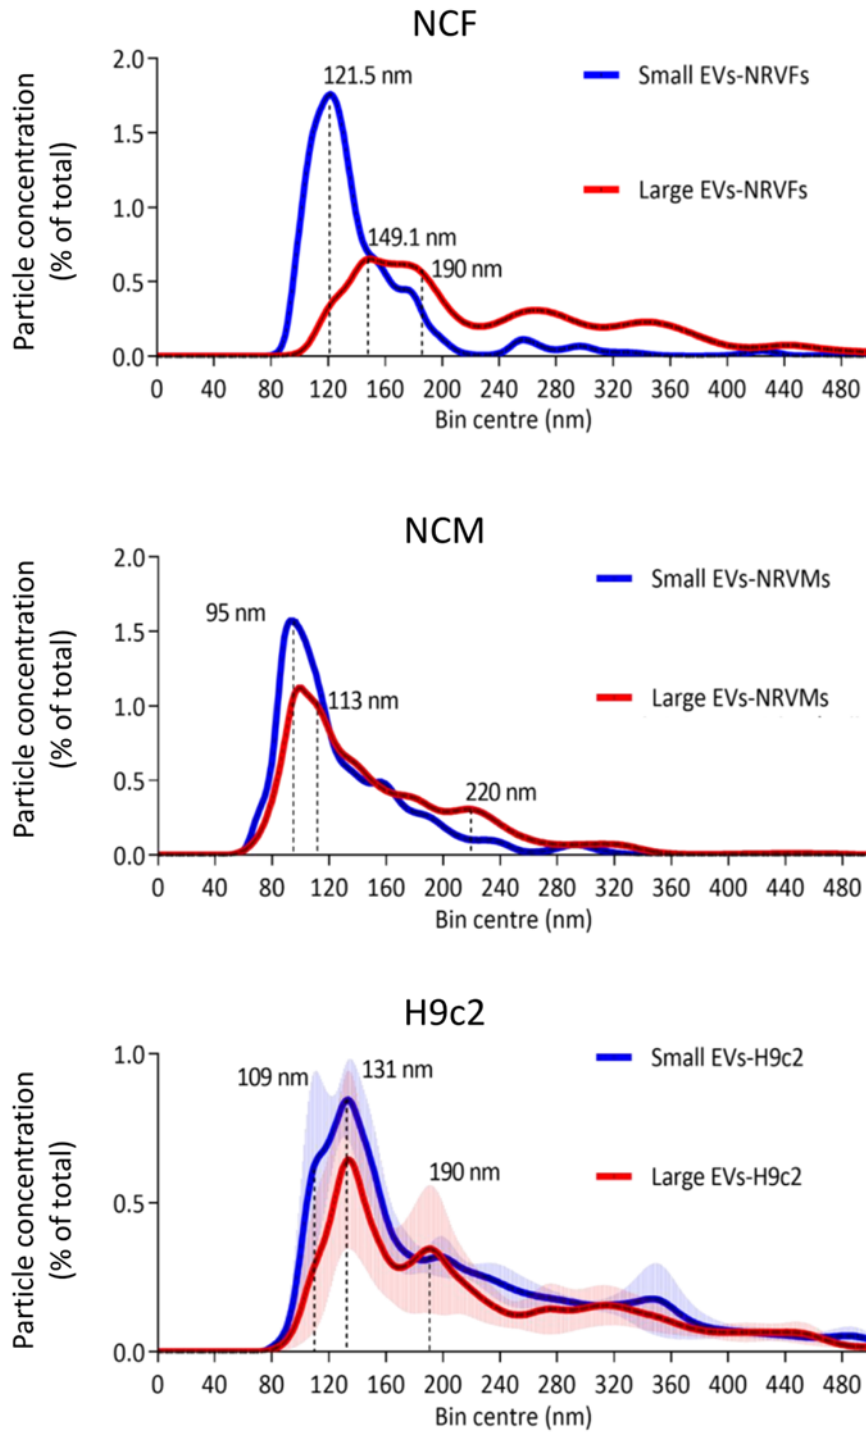 NCF
Particle concentration
(% of total)
2.0
1.5
1.0
0.5
0.0
121.5 nm
149.1 nm
190 nm
Small EVs-NRVFs
Large EVs-NRVFs
0 40 80 120 160 200 240 280 320 360 400 440 480
Bin centre (nm)
NCM
Particle concentration
(% of total)
2.0
1.5
1.0
0.5
0.0
95 nm
113 nm
220 nm
Small EVs-NRVMs
Large EVs-NRVMs
0 40 80 120 160 200 240 280 320 360 400 440 480
Bin centre (nm)
H9c2
Particle concentration
(% of total)
1.0
0.5
0.0
109 nm
131 nm
190 nm
Small EVs-H9c2
Large EVs-H9c2
0 40 80 120 160 200 240 280 320 360 400 440 480
Bin centre (nm)